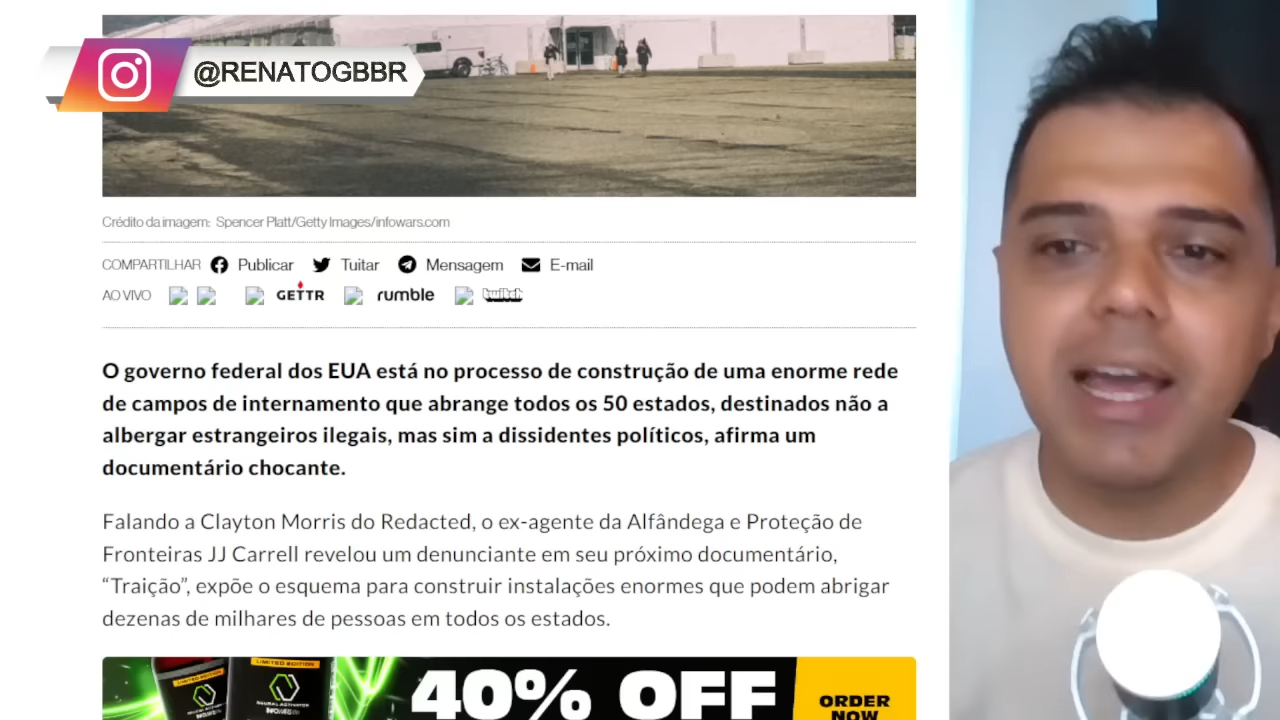 @RENATOGBBR
Crédito da imagem: Spencer Platt/Getty Images/infowars.com
COMPARTILHAR Publicar Tuitar Mensagem E-mail
AO VIVO GETTR rumble twitch
O governo federal dos EUA está no processo de construção de uma enorme rede
de campos de internamento que abrange todos os 50 estados, destinados não a
albergar estrangeiros ilegais, mas sim a dissidentes políticos, afirma um
documentário chocante.
Falando a Clayton Morris do Redacted, o ex-agente da Alfândega e Proteção de
Fronteiras JJ Carrell revelou um denunciante em seu próximo documentário,
“Traição”, expõe o esquema para construir instalações enormes que podem abrigar
dezenas de milhares de pessoas em todos os estados.
LIMITED EDITION
LIMITED EDITION
NEURAL ACTIVATOR
INFOWARS
40% OFF
ORDER
NOW